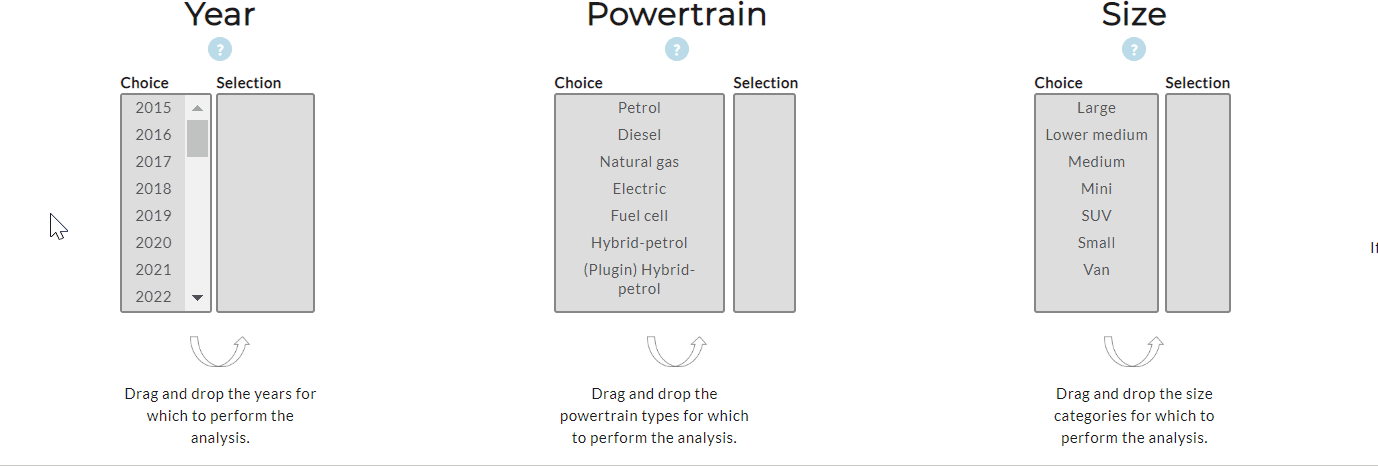 Year
?
Choice
Selection
2015
2016
2017
2018
2019
2020
2021
2022
Drag and drop the years for
which to perform the
analysis.
Powertrain
?
Choice
Selection
Petrol
Diesel
Natural gas
Electric
Fuel cell
Hybrid-petrol
(Plugin) Hybrid-
petrol
Drag and drop the
powertrain types for which
to perform the analysis.
Size
?
Choice
Selection
Large
Lower medium
Medium
Mini
SUV
Small
Van
Drag and drop the size
categories for which to
perform the analysis.